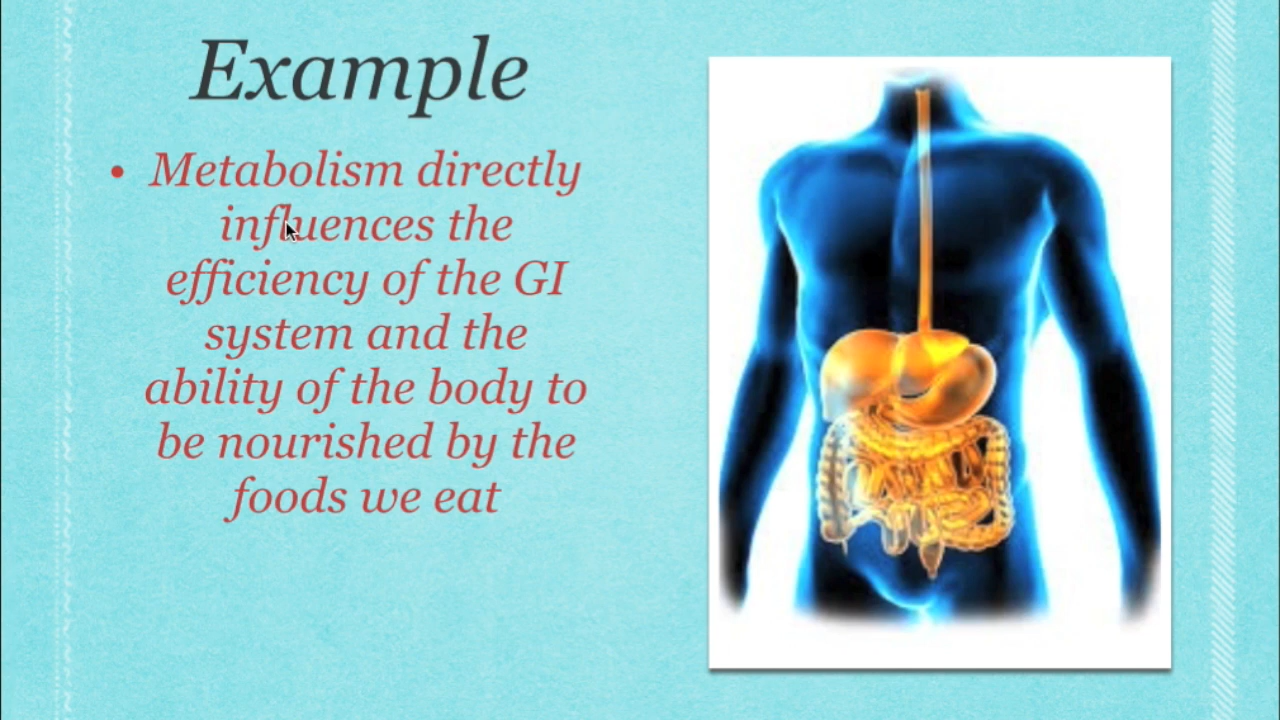 Example
• Metabolism directly
influences the
efficiency of the GI
system and the
ability of the body to
be nourished by the
foods we eat